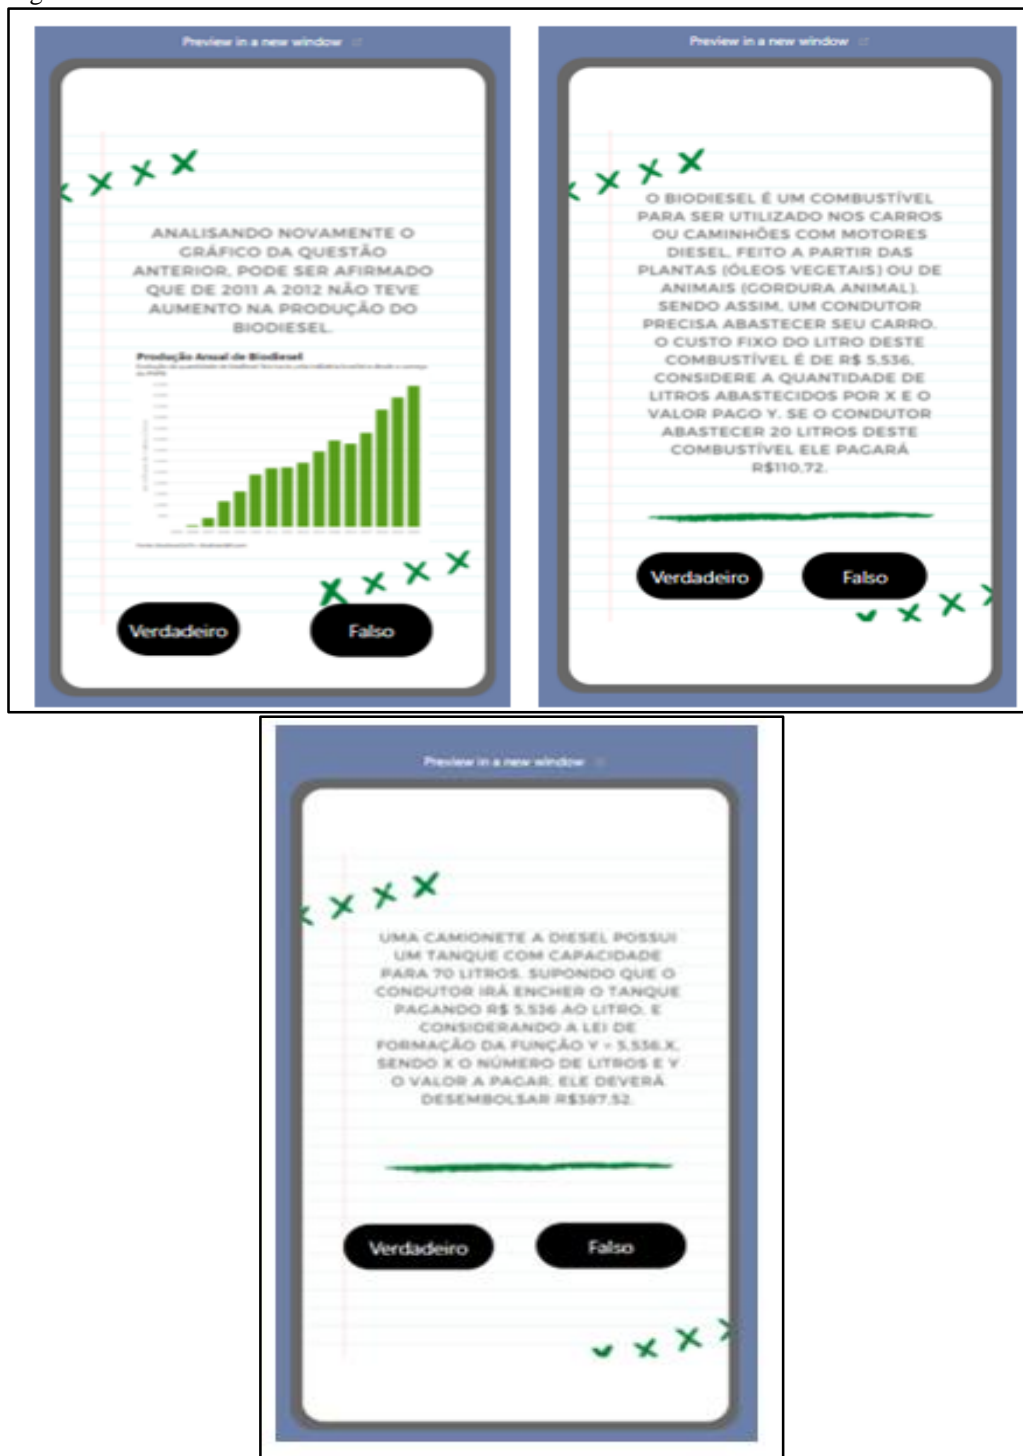 Preview in a new window
ANALISANDO NOVAMENTE O
GRÁFICO DA QUESTÃO
ANTERIOR, PODE SER AFIRMADO
QUE DE 2011 A 2012 NÃO TEVE
AUMENTO NA PRODUÇÃO DO
BIODIESEL.
Produção Anual de Biodiesel
Verdadeiro
Falso
Preview in a new window
O BIODIESEL É UM COMBUSTÍVEL
PARA SER UTILIZADO NOS CARROS
OU CAMINHÕES COM MOTORES
DIESEL, FEITO A PARTIR DAS
PLANTAS (ÓLEOS VEGETAIS) OU DE
ANIMAIS (GORDURA ANIMAL).
SENDO ASSIM, UM CONDUTOR
PRECISA ABASTECER SEU CARRO.
O CUSTO FIXO DO LITRO DESTE
COMBUSTÍVEL É DE R$ 5,536,
CONSIDERE A QUANTIDADE DE
LITROS ABASTECIDOS POR X E O
VALOR PAGO Y. SE O CONDUTOR
ABASTECER 20 LITROS DESTE
COMBUSTÍVEL ELE PAGARÁ
R$110,72.
Verdadeiro
Falso
Preview in a new window
UMA CAMIONETE A DIESEL POSSUI
UM TANQUE COM CAPACIDADE
PARA 70 LITROS. SUPONDO QUE O
CONDUTOR IRÁ ENCHER O TANQUE
PAGANDO R$ 5,536 AO LITRO, E
CONSIDERANDO A LEI DE
FORMAÇÃO DA FUNÇÃO Y = 5,536.X,
SENDO X O NÚMERO DE LITROS E Y
O VALOR A PAGAR, ELE DEVERÁ
DESEMBOLSAR R$387,52.
Verdadeiro
Falso